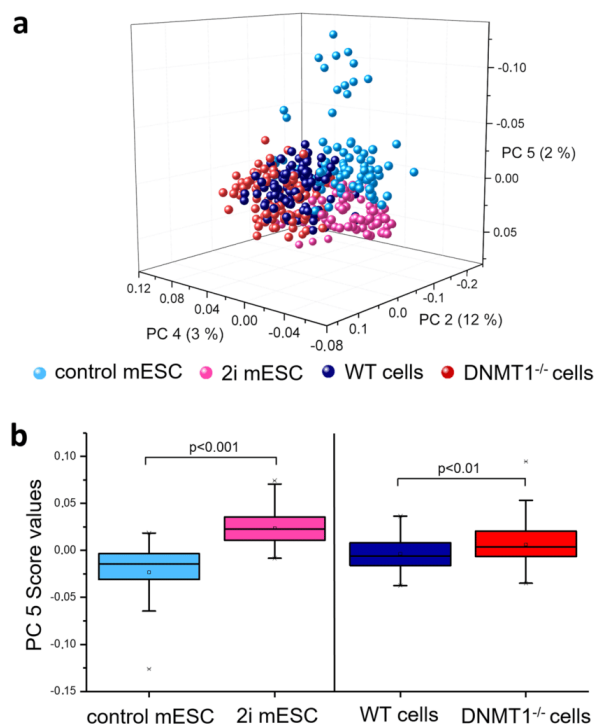 a
-0.10
-0.05
PC 5 (2 %)
0.00
0.05
0.12
0.08
0.04
0.00
-0.04
-0.08
PC 4 (3 %)
0.1
0.0
-0.1
-0.2
PC 2 (12 %)
control mESC 2i mESC WT cells DNMT1-/- cells
b
p<0.001
p<0.01
PC 5 Score values
0.10
0.05
0.00
-0.05
-0,10
-0.15
control mESC 2i mESC WT cells DNMT1-/- cells